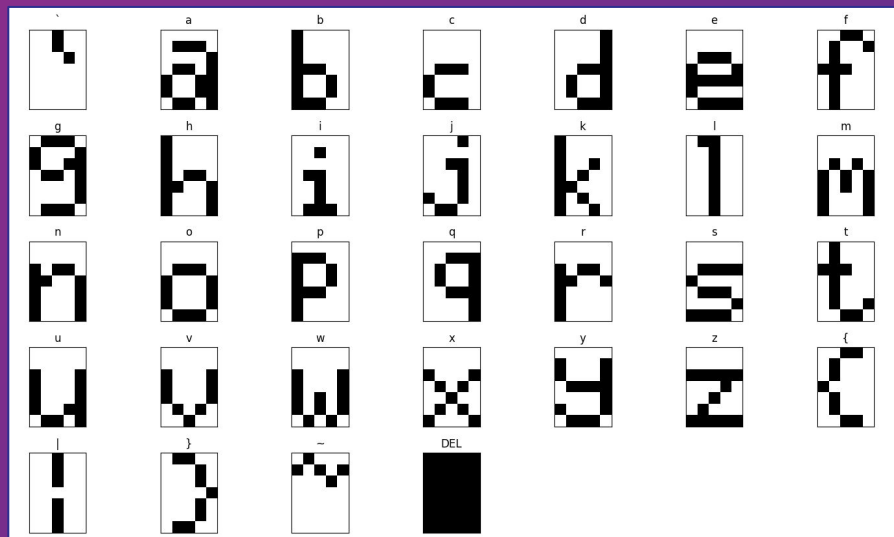 ` a b c d e f
g h i j k l m
n o p q r s t
u v w x y z {
| } ~ DEL